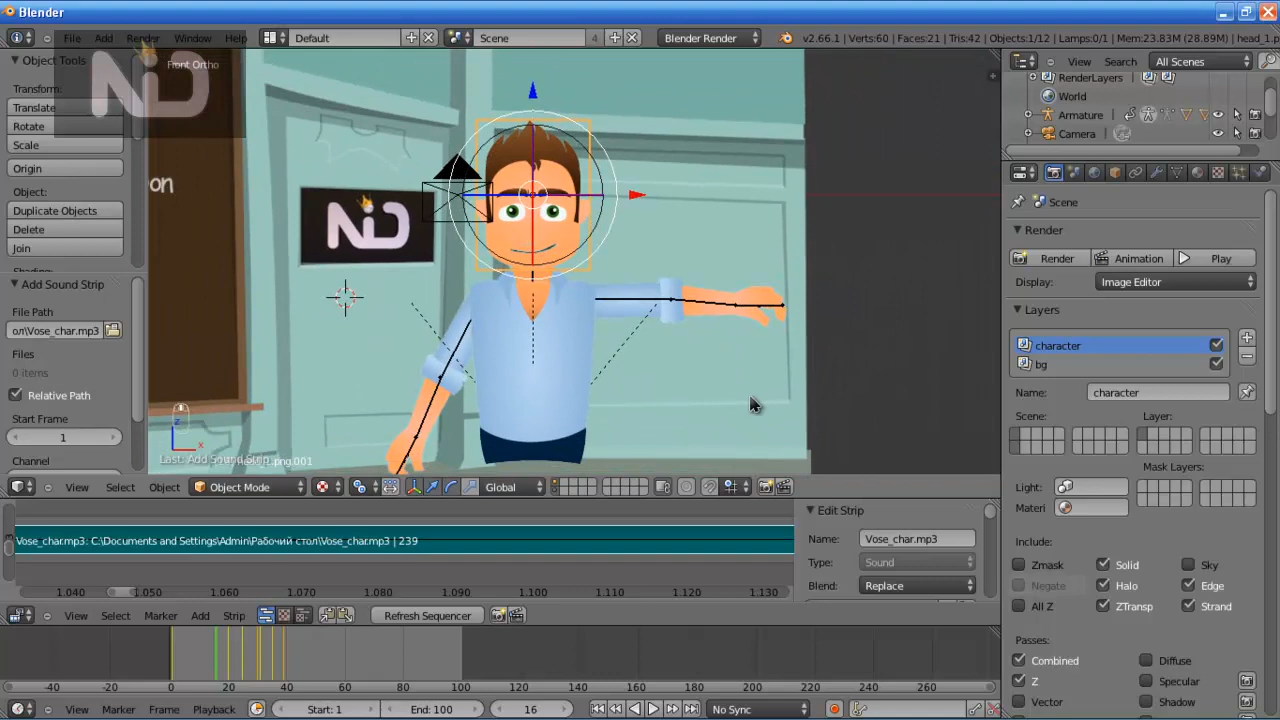 Blender
File Add Render Window Help Default Scene 4 Blender Render v2.66.1 | Verts:60 | Faces:21 | Tris:42 | Objects:1/12 | Lamps:0/1 | Mem:23.83M (28.89M) | head_1.p
View Search All Scenes
Object Tools
Front Ortho
NiD
RenderLayers
World
Armature
Camera
Transform:
Translate
Rotate
Scale
Origin
Object:
Duplicate Objects
Delete
Join
on
NiD
Scene
Render
Render Animation Play
Display: Image Editor
Layers
character
bg
Name: character
Scene: Layer:
Mask Layers:
Light:
Materi
Include:
Zmask Solid Sky
Negate Halo Edge
All Z ZTransp Strand
Passes:
Combined Diffuse
Z Specular
Vector Shadow
Add Sound Strip
File Path
ол\Vose_char.mp3
Files
0 items
Relative Path
Start Frame
1
Channel
z
x
Last: Add Sound Strip
.png.001
View Select Object Object Mode Global
Vose_char.mp3: C:\Documents and Settings\Admin\Рабочий стол\Vose_char.mp3 | 239
1.040 1.050 1.060 1.070 1.080 1.090 1.100 1.110 1.120 1.130
Edit Strip
Name: Vose_char.mp3
Type: Sound
Blend: Replace
View Select Marker Add Strip Refresh Sequencer
-40 -20 0 20 40 60 80 100 120 140 160 180 200 220 240 260
View Marker Frame Playback Start: 1 End: 100 16 No Sync